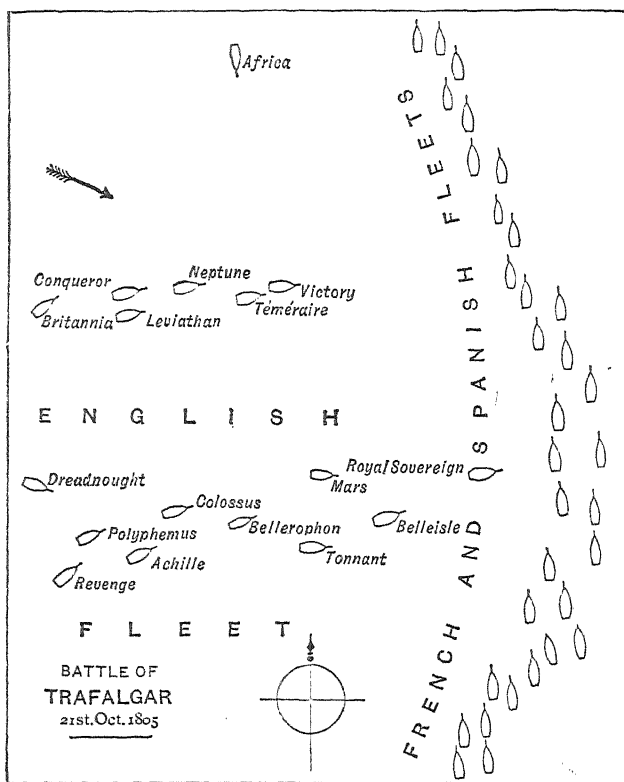 Africa
FRENCH AND SPANISH FLEETS
Neptune
Conqueror
Victory
Téméraire
Britannia
Leviathan
ENGLISH
Royal Sovereign
Dreadnought
Mars
Colossus
Bellerophon
Belleisle
Polyphemus
Achille
Tonnant
Revenge
FLEET
BATTLE OF
TRAFALGAR
21st. Oct. 1805